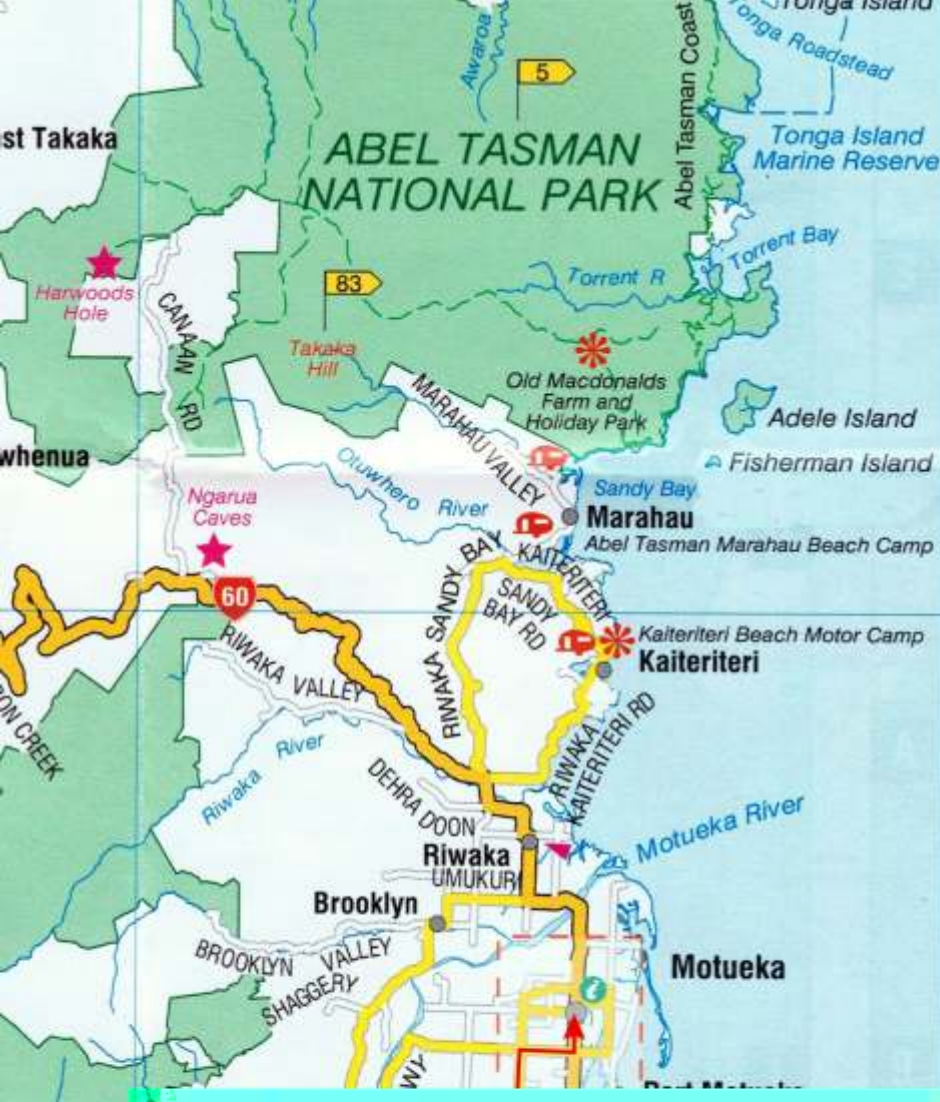 Tonga Island
Tonga Roadstead
Awaroa
Abel Tasman Coast
5
st Takaka
ABEL TASMAN
NATIONAL PARK
Tonga Island
Marine Reserve
Torrent Bay
Harwoods
Hole
83
Torrent R
CANAAN
RD
Takaka
Hill
Old Macdonalds
Farm and
Holiday Park
MARAHAU VALLEY
Adele Island
whenua
Otuwhero River
Fisherman Island
Sandy Bay
Ngarua
Caves
Marahau
Abel Tasman Marahau Beach Camp
RIWAKA SANDY BAY
KAITERITERI
SANDY
BAY RD
60
Kaiteriteri Beach Motor Camp
Kaiteriteri
RIWAKA VALLEY
ON CREEK
RIWAKA
KAITERITERI RD
Riwaka River
DEHRA DOON
Motueka River
Riwaka
UMUKURI
Brooklyn
BROOKLYN VALLEY
SHAGGERY
Motueka
i
WY
Port Motueka